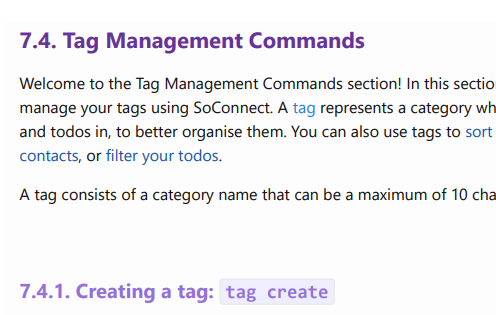 7.4. Tag Management Commands
Welcome to the Tag Management Commands section! In this
manage your tags using SoConnect. A tag represents a category
and todos in, to better organise them. You can also use tags to sort
contacts, or filter your todos.
A tag consists of a category name that can be a maximum of 10
7.4.1. Creating a tag: tag create